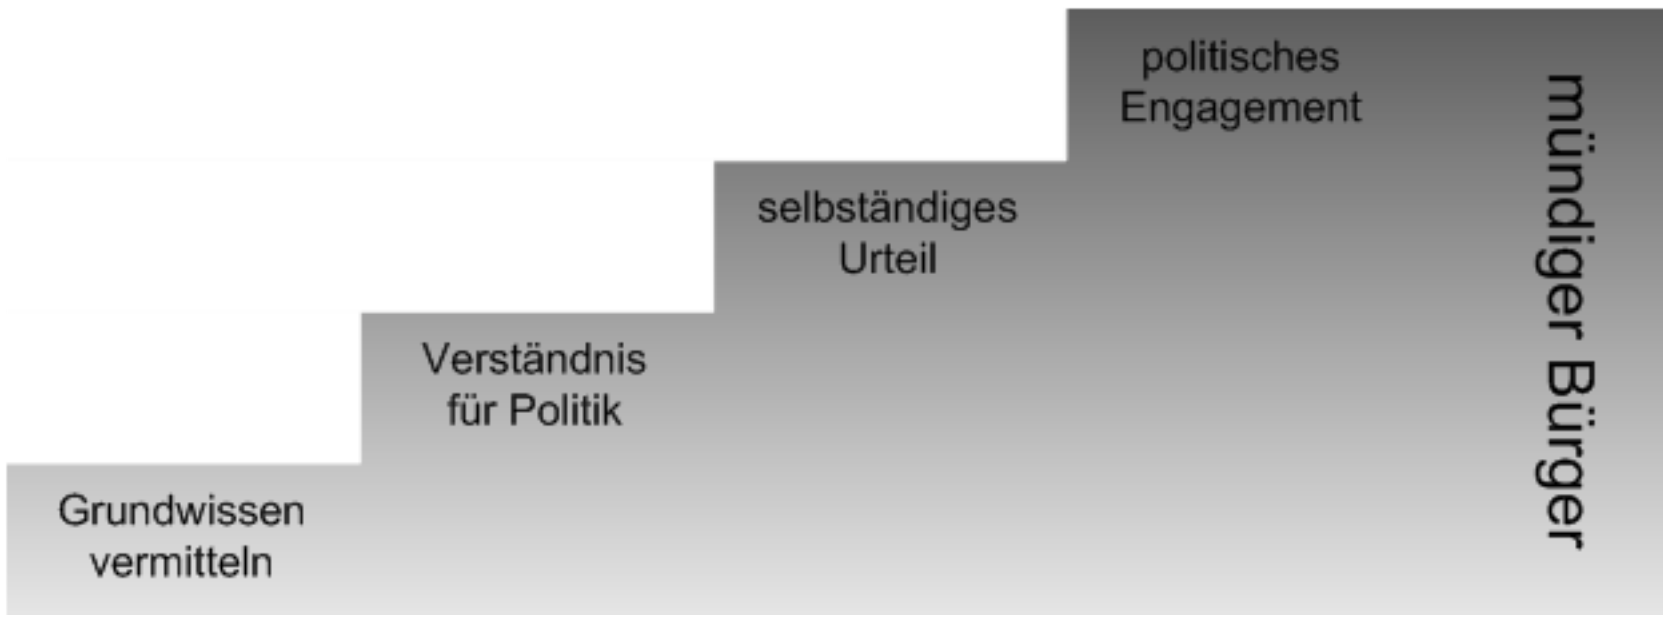 politisches
Engagement
selbständiges
Urteil
Verständnis
für Politik
Grundwissen
vermitteln
mündiger Bürger